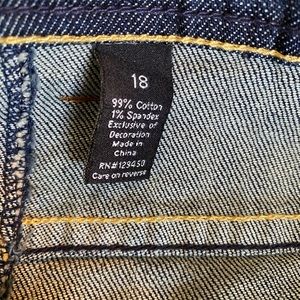 18
99% Cotton
1% Spandex
Exclusive of
Decoration
Made in
China
RN#129450
Care on reverse